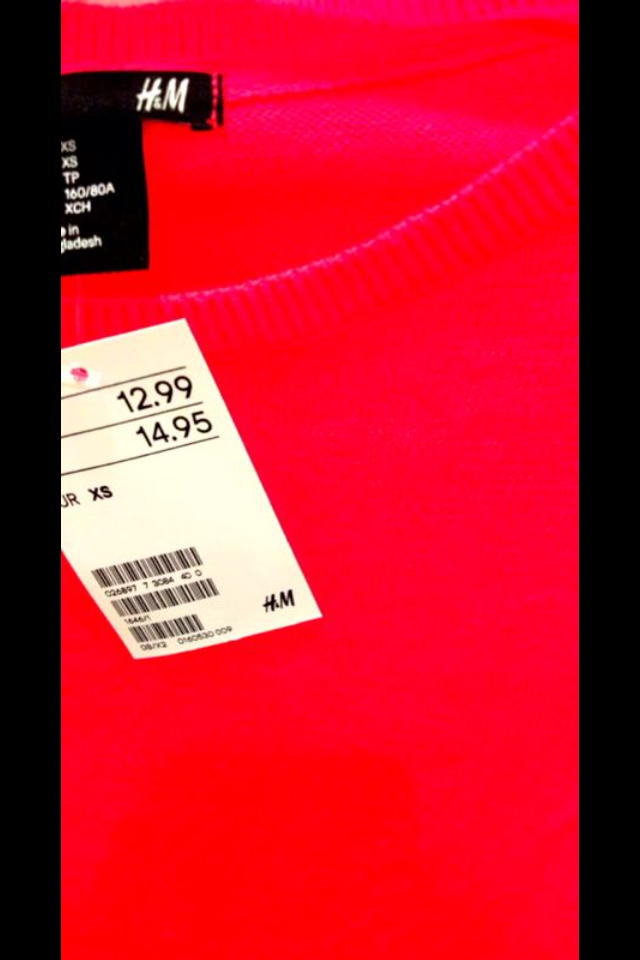 H&M
XS
XS
TP
160/80A
XCH
e in
gladesh
12.99
14.95
UR XS
026897 7 3084 40 0
1646/1
08/X2 0160530 009
H&M